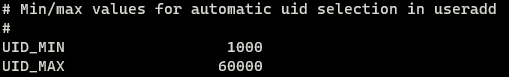 # Min/max values for automatic uid selection in useradd
#
UID_MIN                  1000
UID_MAX                 60000